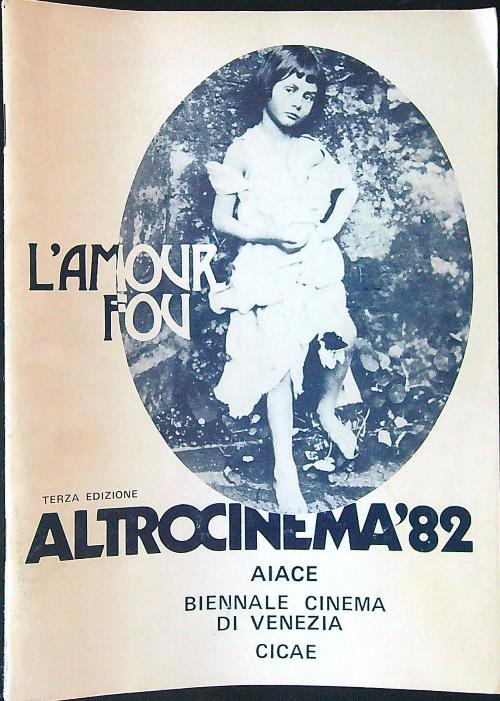 L'AMOUR
FOU
TERZA EDIZIONE
ALTROCINEMA'82
AIACE
BIENNALE CINEMA
DI VENEZIA
CICAE